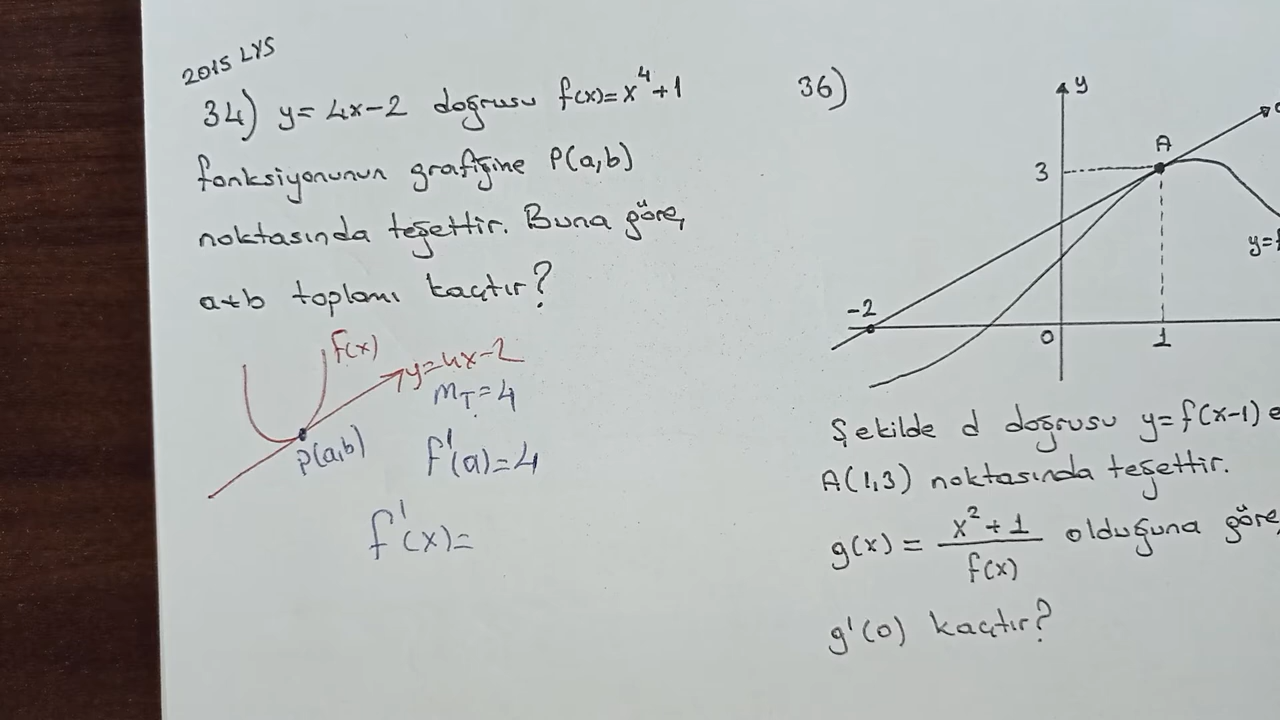 2015 LYS
34) y=4x-2 doğrusu f(x)=x⁴+1
fonksiyonunun grafiğine P(a,b)
noktasında teğettir. Buna göre,
a+b toplamı kaçtır?
f(x)
y=4x-2
m_T=4
P(a,b)
f'(a)=4
f'(x)=
36)
y
A
3
-2
0
1
Şekilde d doğrusu y=f(x-1)
A(1,3) noktasında teğettir.
g(x) = x²+1 / f(x) olduğuna göre,
g'(0) kaçtır?